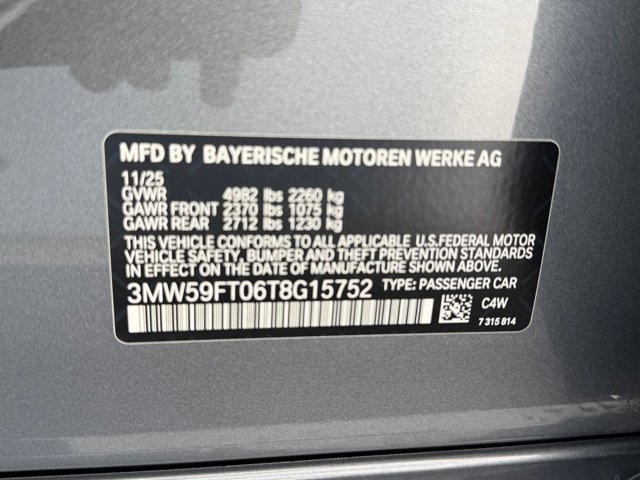 MFD BY BAYERISCHE MOTOREN WERKE AG
11/25
GVWR 4982 lbs 2260 kg
GAWR FRONT 2370 lbs 1075 kg
GAWR REAR 2712 lbs 1230 kg
THIS VEHICLE CONFORMS TO ALL APPLICABLE U.S.FEDERAL MOTOR
VEHICLE SAFETY, BUMPER, AND THEFT PREVENTION STANDARDS IN
EFFECT ON THE DATE OF MANUFACTURE SHOWN ABOVE.
3MW59FT06T8G15752 TYPE: PASSENGER CAR
C4W
7 315 814